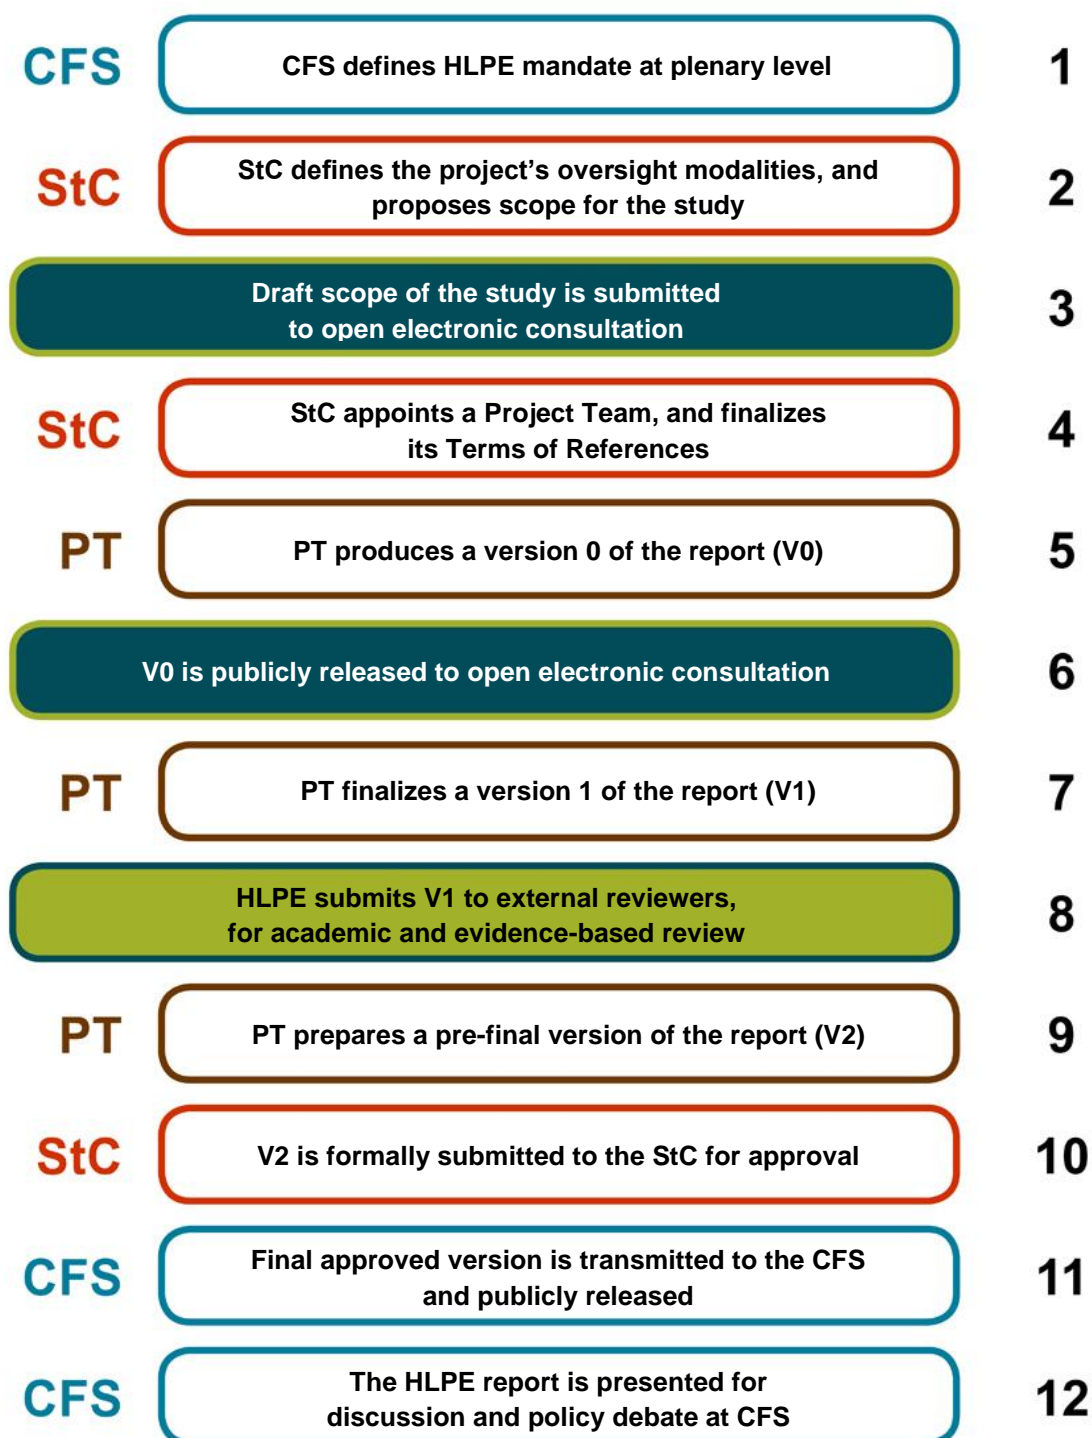 CFS
CFS defines HLPE mandate at plenary level
1
StC
StC defines the project's oversight modalities, and
proposes scope for the study
2
Draft scope of the study is submitted
to open electronic consultation
3
StC
StC appoints a Project Team, and finalizes
its Terms of References
4
PT
PT produces a version 0 of the report (V0)
5
V0 is publicly released to open electronic consultation
6
PT
PT finalizes a version 1 of the report (V1)
7
HLPE submits V1 to external reviewers,
for academic and evidence-based review
8
PT
PT prepares a pre-final version of the report (V2)
9
StC
V2 is formally submitted to the StC for approval
10
CFS
Final approved version is transmitted to the CFS
and publicly released
11
CFS
The HLPE report is presented for
discussion and policy debate at CFS
12